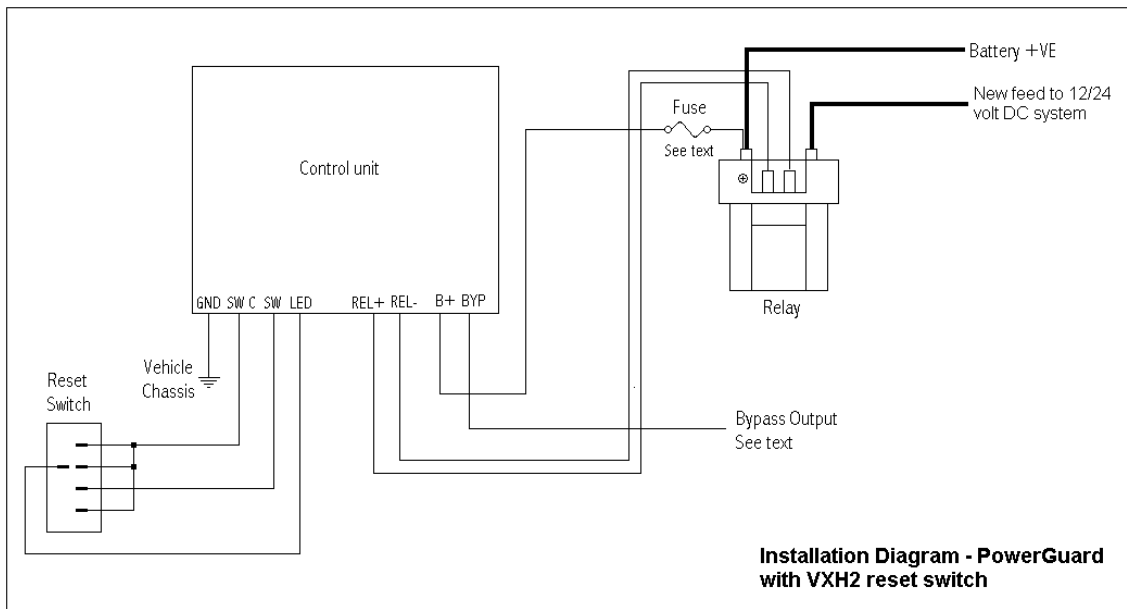 Battery +VE
New feed to 12/24
volt DC system
Fuse
See text
Control unit
Relay
GND SW C SW LED REL+ REL- B+ BYP
Vehicle
Chassis
Reset
Switch
Bypass Output
See text
Installation Diagram - PowerGuard
with VXH2 reset switch